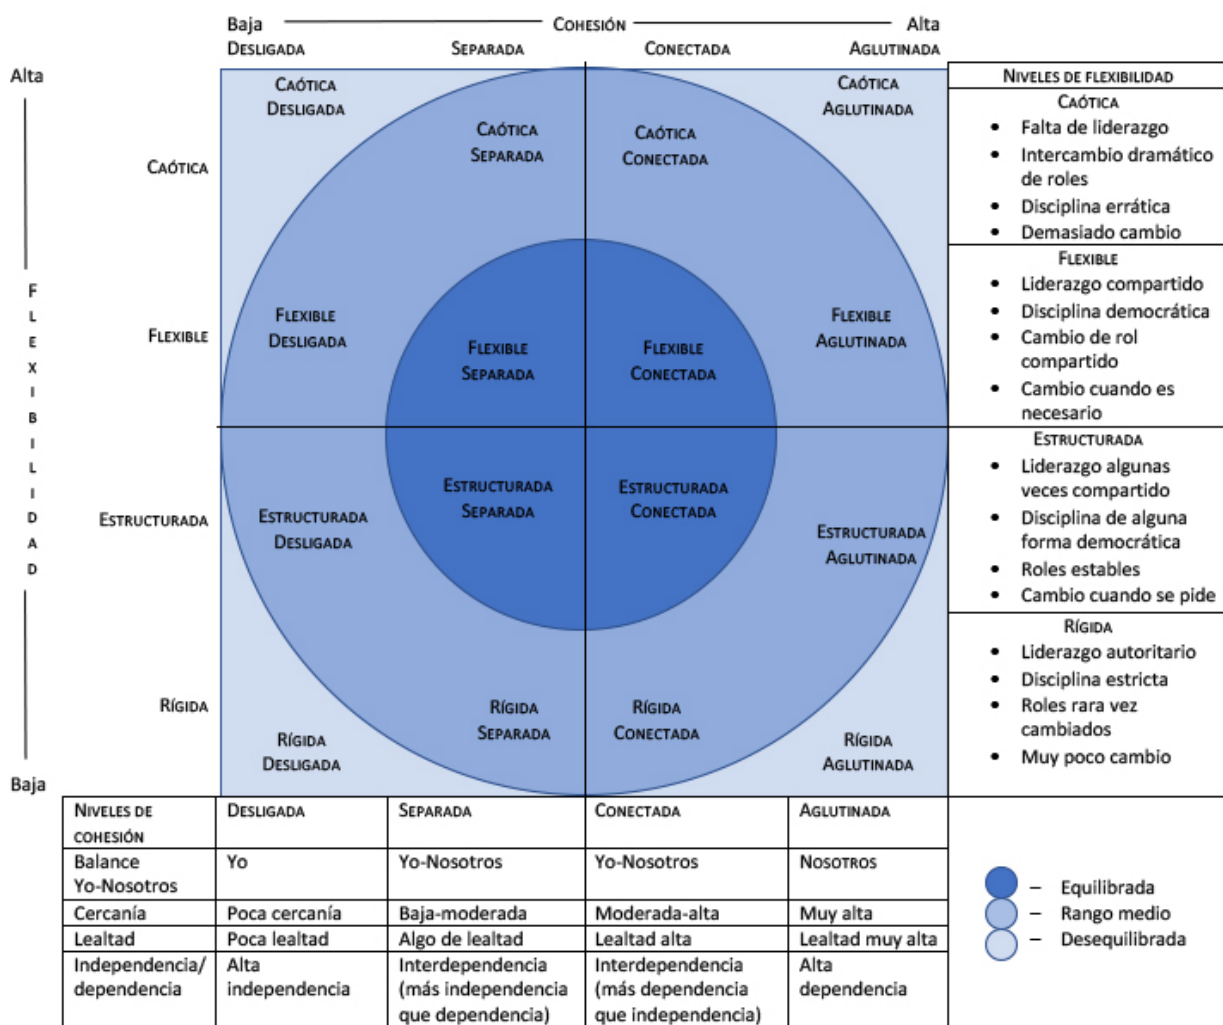 Baja COHESIÓN Alta
DESLIGADA SEPARADA CONECTADA AGLUTINADA
Alta
FLEXIBILIDAD
Baja
CAÓTICA
FLEXIBLE
ESTRUCTURADA
RÍGIDA
CAÓTICA
DESLIGADA
CAÓTICA
SEPARADA
CAÓTICA
CONECTADA
CAÓTICA
AGLUTINADA
FLEXIBLE
DESLIGADA
FLEXIBLE
SEPARADA
FLEXIBLE
CONECTADA
FLEXIBLE
AGLUTINADA
ESTRUCTURADA
DESLIGADA
ESTRUCTURADA
SEPARADA
ESTRUCTURADA
CONECTADA
ESTRUCTURADA
AGLUTINADA
RÍGIDA
DESLIGADA
RÍGIDA
SEPARADA
RÍGIDA
CONECTADA
RÍGIDA
AGLUTINADA
NIVELES DE FLEXIBILIDAD
CAÓTICA
• Falta de liderazgo
• Intercambio dramático
de roles
• Disciplina errática
• Demasiado cambio
FLEXIBLE
• Liderazgo compartido
• Disciplina democrática
• Cambio de rol
compartido
• Cambio cuando es
necesario
ESTRUCTURADA
• Liderazgo algunas
veces compartido
• Disciplina de alguna
forma democrática
• Roles estables
• Cambio cuando se pide
RÍGIDA
• Liderazgo autoritario
• Disciplina estricta
• Roles rara vez
cambiados
• Muy poco cambio
NIVELES DE
COHESIÓN
DESLIGADA
SEPARADA
CONECTADA
AGLUTINADA
Balance
Yo-Nosotros
Yo
Yo-Nosotros
Yo-Nosotros
NOSOTROS
Cercanía
Poca cercanía
Baja-moderada
Moderada-alta
Muy alta
Lealtad
Poca lealtad
Algo de lealtad
Lealtad alta
Lealtad muy alta
Independencia/
dependencia
Alta
independencia
Interdependencia
(más independencia
que dependencia)
Interdependencia
(más dependencia
que independencia)
Alta
dependencia
– Equilibrada
– Rango medio
– Desequilibrada